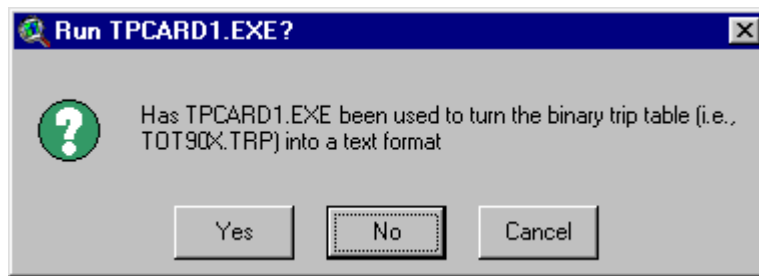 Run TPCARD1.EXE?
Has TPCARD1.EXE been used to turn the binary trip table (i.e.,
TOT90X.TRP) into a text format
Yes No Cancel